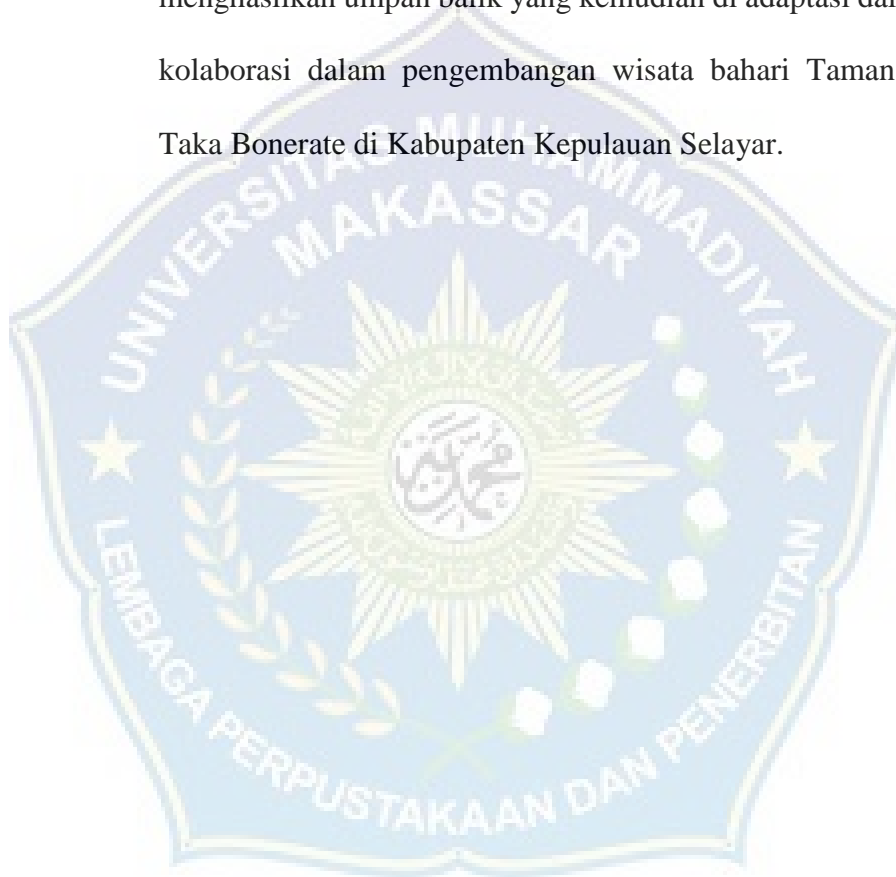 menghasilkan umpan balik yang kemudian di adaptasi dar
kolaborasi dalam pengembangan wisata bahari Taman
Taka Bonerate di Kabupaten Kepulauan Selayar.
UNIVERSITAS MUHAMMADIYAH
MAKASSAR
LEMBAGA PERPUSTAKAAN DAN PENERBITAN